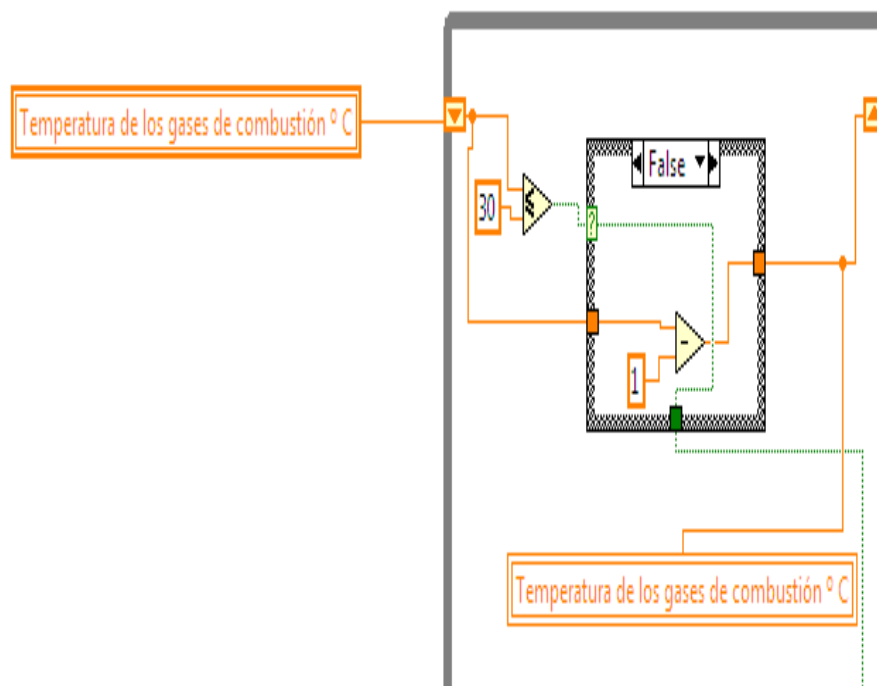 Temperatura de los gases de combustión º C
False
30
?
1
Temperatura de los gases de combustión º C